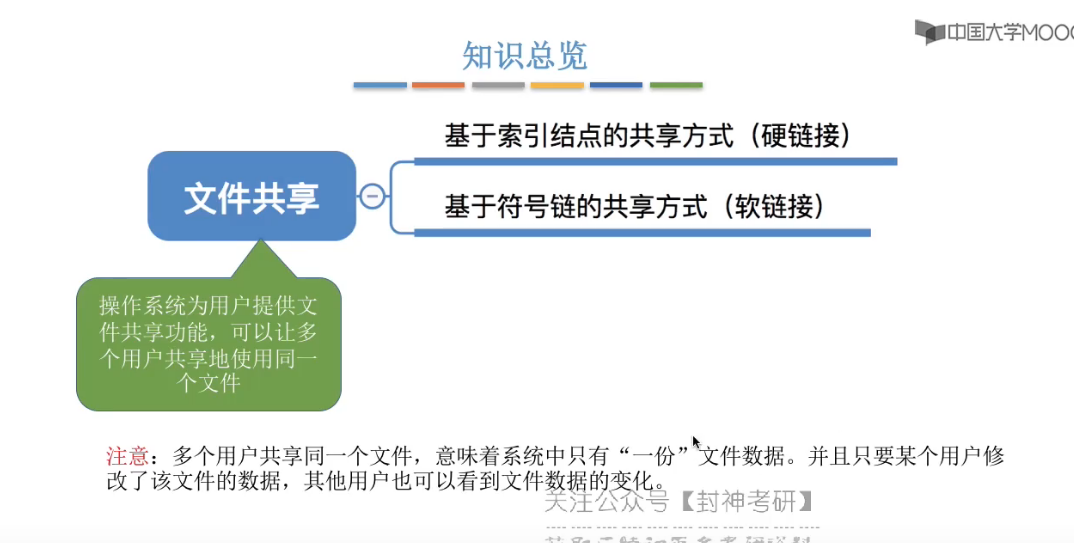 中国大学MOOC
知识总览
基于索引结点的共享方式（硬链接）
文件共享
基于符号链的共享方式（软链接）
操作系统为用户提供文
件共享功能，可以让多
个用户共享地使用同一
个文件
注意：多个用户共享同一个文件，意味着系统中只有“一份”文件数据。并且只要某个用户修
改了该文件的数据，其他用户也可以看到文件数据的变化。
关注公众号【封神考研】